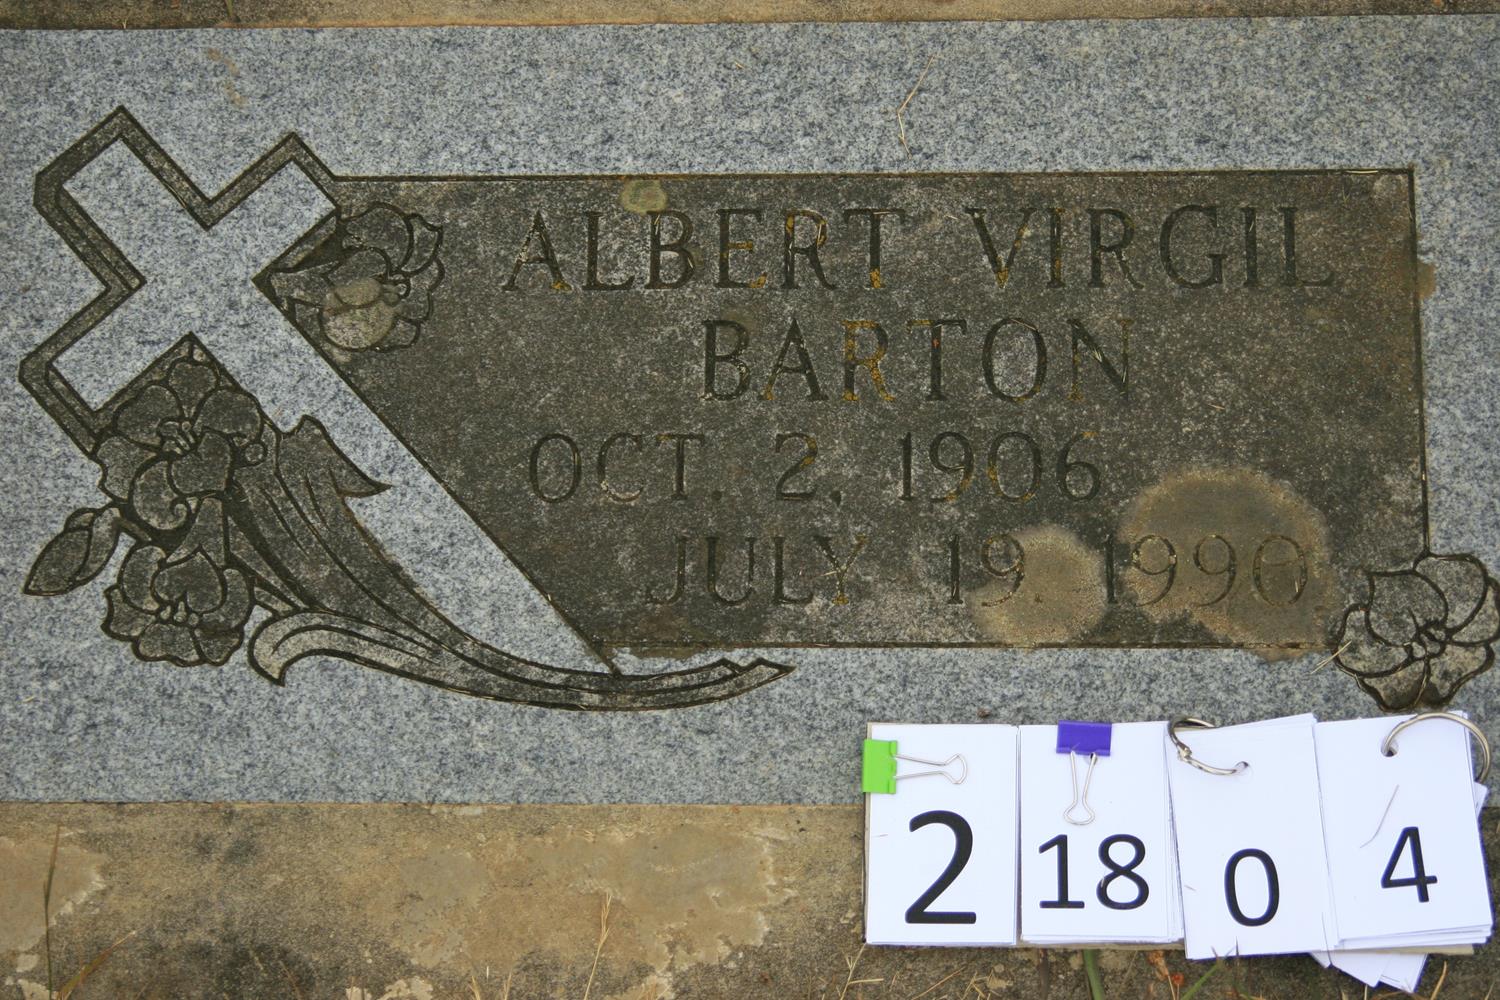 ALBERT VIRGIL
BARTON
OCT. 2, 1906
JULY 19 1990
2 18 0 4